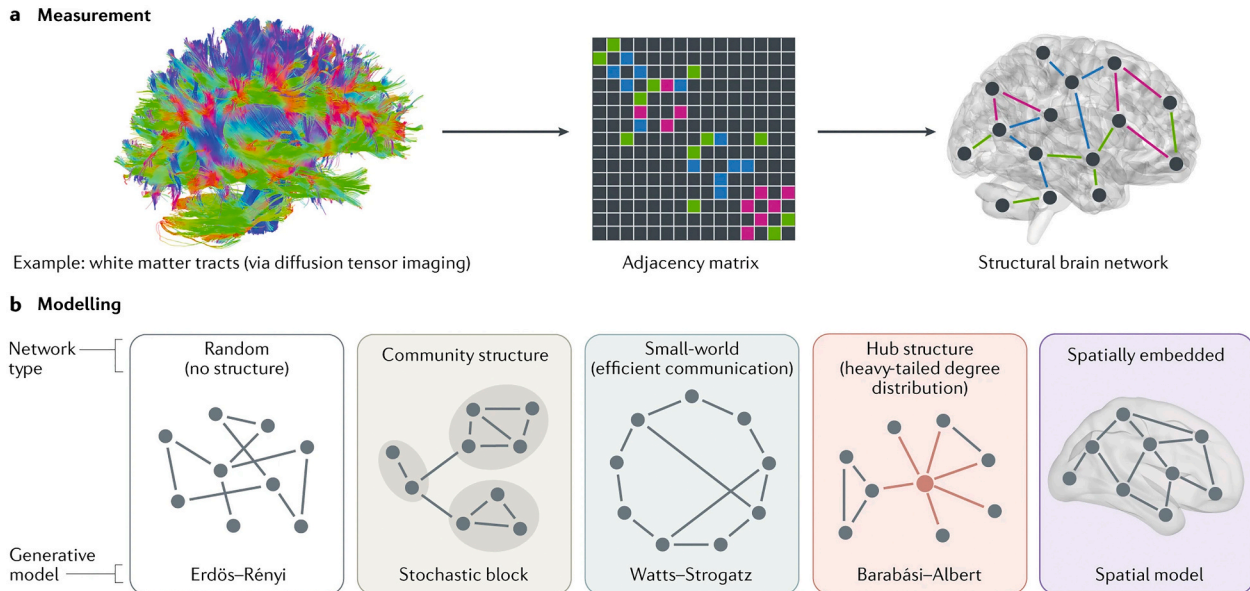 a Measurement
Example: white matter tracts (via diffusion tensor imaging)
Adjacency matrix
Structural brain network
b Modelling
Network
type
Random
(no structure)
Community structure
Small-world
(efficient communication)
Hub structure
(heavy-tailed degree
distribution)
Spatially embedded
Generative
model
Erdös–Rényi
Stochastic block
Watts–Strogatz
Barabási–Albert
Spatial model